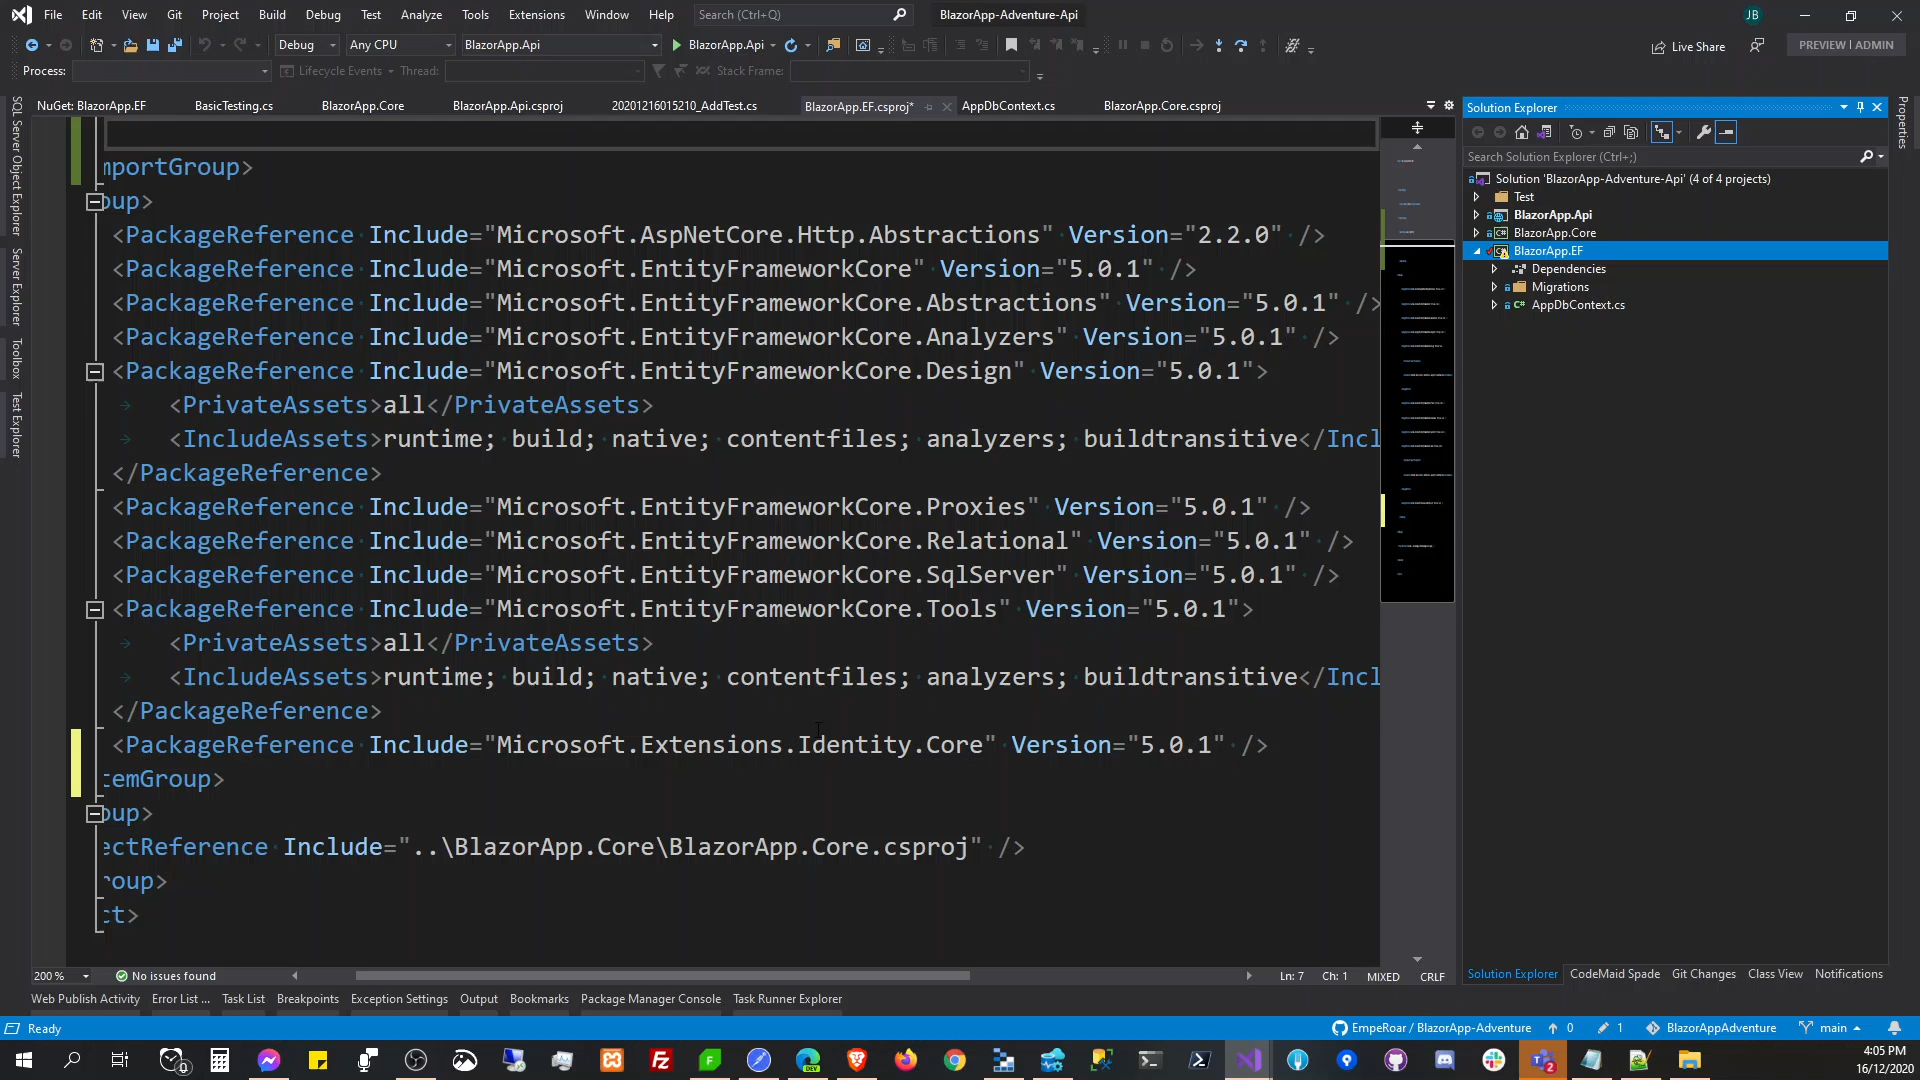 File Edit View Git Project Build Debug Test Analyze Tools Extensions Window Help Search (Ctrl+Q) BlazorApp-Adventure-Api JB
Debug Any CPU BlazorApp.Api BlazorApp.Api Live Share PREVIEW | ADMIN
Process: Lifecycle Events Thread: Stack Frame:
NuGet: BlazorApp.EF BasicTesting.cs BlazorApp.Core BlazorApp.Api.csproj 20201216015210_AddTest.cs BlazorApp.EF.csproj* AppDbContext.cs BlazorApp.Core.csproj
SQL Server Object Explorer
Server Explorer
Toolbox
Test Explorer
mportGroup>
oup>
<PackageReference Include="Microsoft.AspNetCore.Http.Abstractions" Version="2.2.0" />
<PackageReference Include="Microsoft.EntityFrameworkCore" Version="5.0.1" />
<PackageReference Include="Microsoft.EntityFrameworkCore.Abstractions" Version="5.0.1" />
<PackageReference Include="Microsoft.EntityFrameworkCore.Analyzers" Version="5.0.1" />
<PackageReference Include="Microsoft.EntityFrameworkCore.Design" Version="5.0.1">
<PrivateAssets>all</PrivateAssets>
<IncludeAssets>runtime; build; native; contentfiles; analyzers; buildtransitive</Incl
</PackageReference>
<PackageReference Include="Microsoft.EntityFrameworkCore.Proxies" Version="5.0.1" />
<PackageReference Include="Microsoft.EntityFrameworkCore.Relational" Version="5.0.1" />
<PackageReference Include="Microsoft.EntityFrameworkCore.SqlServer" Version="5.0.1" />
<PackageReference Include="Microsoft.EntityFrameworkCore.Tools" Version="5.0.1">
<PrivateAssets>all</PrivateAssets>
<IncludeAssets>runtime; build; native; contentfiles; analyzers; buildtransitive</Incl
</PackageReference>
<PackageReference Include="Microsoft.Extensions.Identity.Core" Version="5.0.1" />
temGroup>
oup>
ectReference Include="..\BlazorApp.Core\BlazorApp.Core.csproj" />
roup>
ct>
200 % No issues found Ln: 7 Ch: 1 MIXED CRLF
Solution Explorer
Search Solution Explorer (Ctrl+;)
Solution 'BlazorApp-Adventure-Api' (4 of 4 projects)
Test
BlazorApp.Api
BlazorApp.Core
BlazorApp.EF
Dependencies
Migrations
AppDbContext.cs
Properties
Solution Explorer CodeMaid Spade Git Changes Class View Notifications
Web Publish Activity Error List ... Task List Breakpoints Exception Settings Output Bookmarks Package Manager Console Task Runner Explorer
Ready EmpeRoar / BlazorApp-Adventure 0 1 BlazorAppAdventure main
4:05 PM
16/12/2020